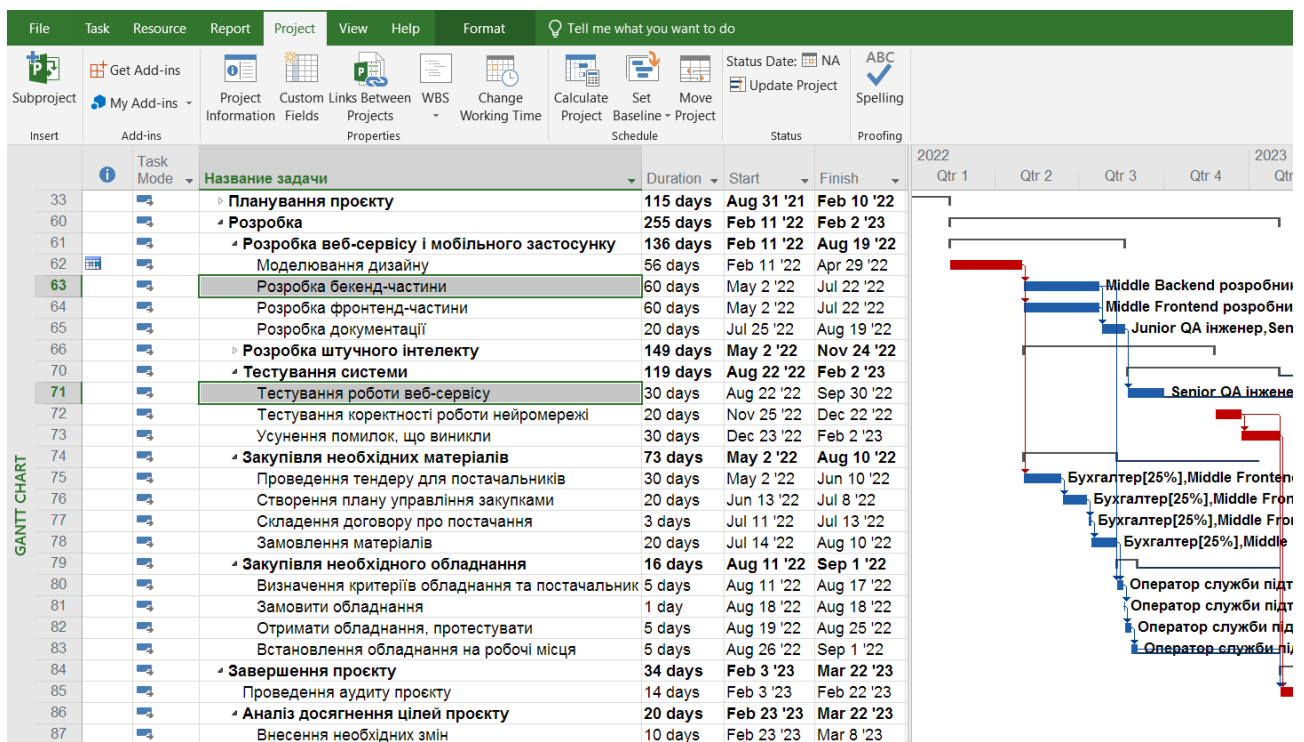 File Task Resource Report Project View Help Format Tell me what you want to do
Subproject Get Add-ins My Add-ins Project Information Custom Fields Links Between Projects WBS Change Working Time Calculate Project Set Baseline Move Project Status Date: NA Update Project ABC Spelling
Insert Add-ins Properties Schedule Status Proofing
Task Mode Название задачи Duration Start Finish 2022 Qtr 1 Qtr 2 Qtr 3 Qtr 4 2023
33 Планування проєкту 115 days Aug 31 '21 Feb 10 '22
60 Розробка 255 days Feb 11 '22 Feb 2 '23
61 Розробка веб-сервісу і мобільного застосунку 136 days Feb 11 '22 Aug 19 '22
62 Моделювання дизайну 56 days Feb 11 '22 Apr 29 '22
63 Розробка бекенд-частини 60 days May 2 '22 Jul 22 '22 Middle Backend
64 Розробка фронтенд-частини 60 days May 2 '22 Jul 22 '22 Middle Frontend
65 Розробка документації 20 days Jul 25 '22 Aug 19 '22 Junior QA інженер,
66 Розробка штучного інтелекту 149 days May 2 '22 Nov 24 '22
70 Тестування системи 119 days Aug 22 '22 Feb 2 '23
71 Тестування роботи веб-сервісу 30 days Aug 22 '22 Sep 30 '22 Senior QA
72 Тестування коректності роботи нейромережі 20 days Nov 25 '22 Dec 22 '22
73 Усунення помилок, що виникли 30 days Dec 23 '22 Feb 2 '23
74 Закупівля необхідних матеріалів 73 days May 2 '22 Aug 10 '22
75 Проведення тендеру для постачальників 30 days May 2 '22 Jun 10 '22 Бухгалтер[25%],Middle
76 Створення плану управління закупками 20 days Jun 13 '22 Jul 8 '22 Бухгалтер[25%],Middle
77 Складення договору про постачання 3 days Jul 11 '22 Jul 13 '22 Бухгалтер[25%],Middle
78 Замовлення матеріалів 20 days Jul 14 '22 Aug 10 '22 Бухгалтер[25%],Middle
79 Закупівля необхідного обладнання 16 days Aug 11 '22 Sep 1 '22
80 Визначення критеріїв обладнання та постачальник 5 days Aug 11 '22 Aug 17 '22 Оператор служби
81 Замовити обладнання 1 day Aug 18 '22 Aug 18 '22 Оператор служби
82 Отримати обладнання, протестувати 5 days Aug 19 '22 Aug 25 '22 Оператор служби
83 Встановлення обладнання на робочі місця 5 days Aug 26 '22 Sep 1 '22 Оператор служби
84 Завершення проєкту 34 days Feb 3 '23 Mar 22 '23
85 Проведення аудиту проєкту 14 days Feb 3 '23 Feb 22 '23
86 Аналіз досягнення цілей проєкту 20 days Feb 23 '23 Mar 22 '23
87 Внесення необхідних змін 10 days Feb 23 '23 Mar 8 '23
GANTT CHART